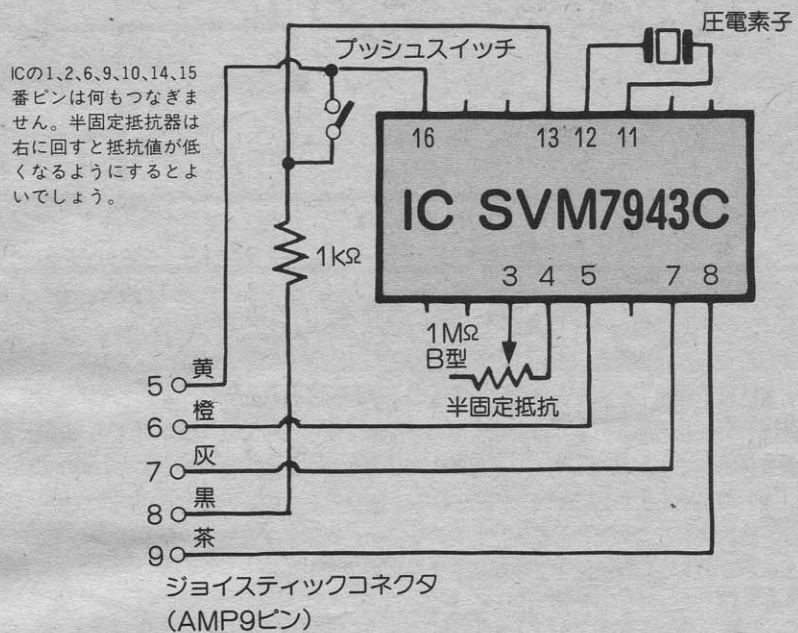 圧電素子
プッシュスイッチ
ICの1、2、6、9、10、14、15
番ピンは何もつなぎま
せん。半固定抵抗器は
右に回すと抵抗値が低
くなるようにするとよ
いでしょう。
16 13 12 11
IC SVM7943C
1kΩ
3 4 5 7 8
1MΩ
B型
半固定抵抗
5 黄
6 橙
7 灰
8 黒
9 茶
ジョイスティックコネクタ
(AMP9ピン)